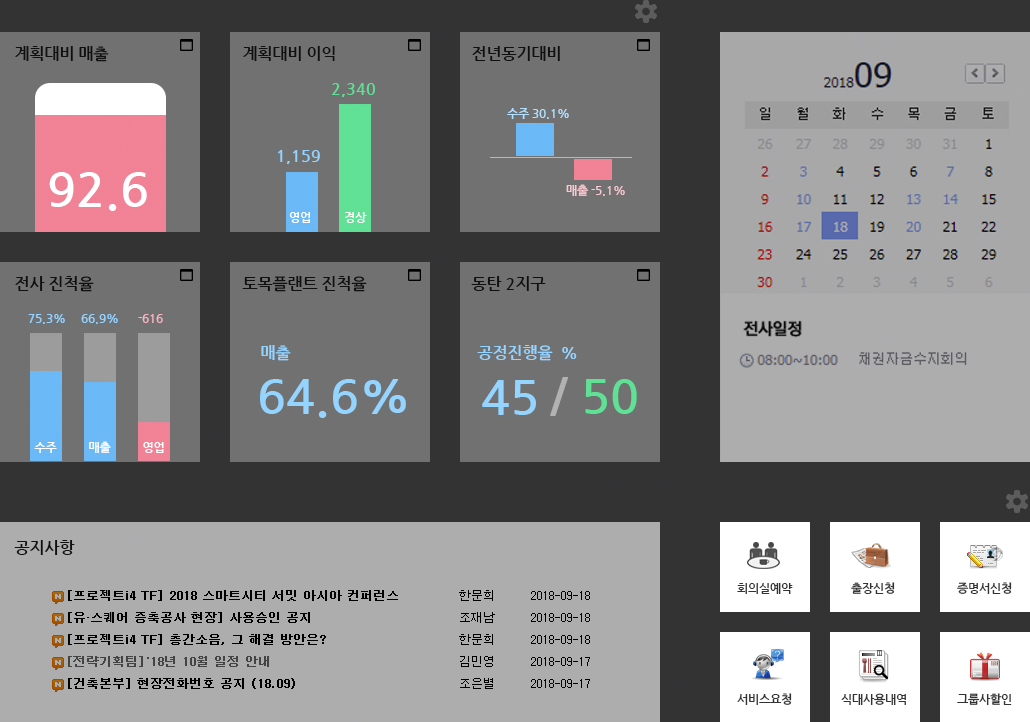 계획대비 매출
92.6
계획대비 이익
2,340
1,159
영업
경상
전년동기대비
수주 30.1%
매출 -5.1%
전사 진척율
75.3% 66.9% -616
수주 매출 영업
토목플랜트 진척율
매출
64.6%
동탄 2지구
공정진행율 %
45 / 50
2018 09
일 월 화 수 목 금 토
26 27 28 29 30 31 1
2 3 4 5 6 7 8
9 10 11 12 13 14 15
16 17 18 19 20 21 22
23 24 25 26 27 28 29
30 1 2 3 4 5 6
전사일정
08:00~10:00 채권자금수지회의
공지사항
N [프로젝트i4 TF] 2018 스마트시티 서밋 아시아 컨퍼런스 한문희 2018-09-18
N [유·스퀘어 증축공사 현장] 사용승인 공지 조재남 2018-09-18
N [프로젝트i4 TF] 층간소음, 그 해결 방안은? 한문희 2018-09-18
N [전략기획팀]'18년 10월 일정 안내 김민영 2018-09-17
N [건축본부] 현장전화번호 공지 (18.09) 조은별 2018-09-17
회의실예약 출장신청 증명서신청
서비스요청 식대사용내역 그룹사할인